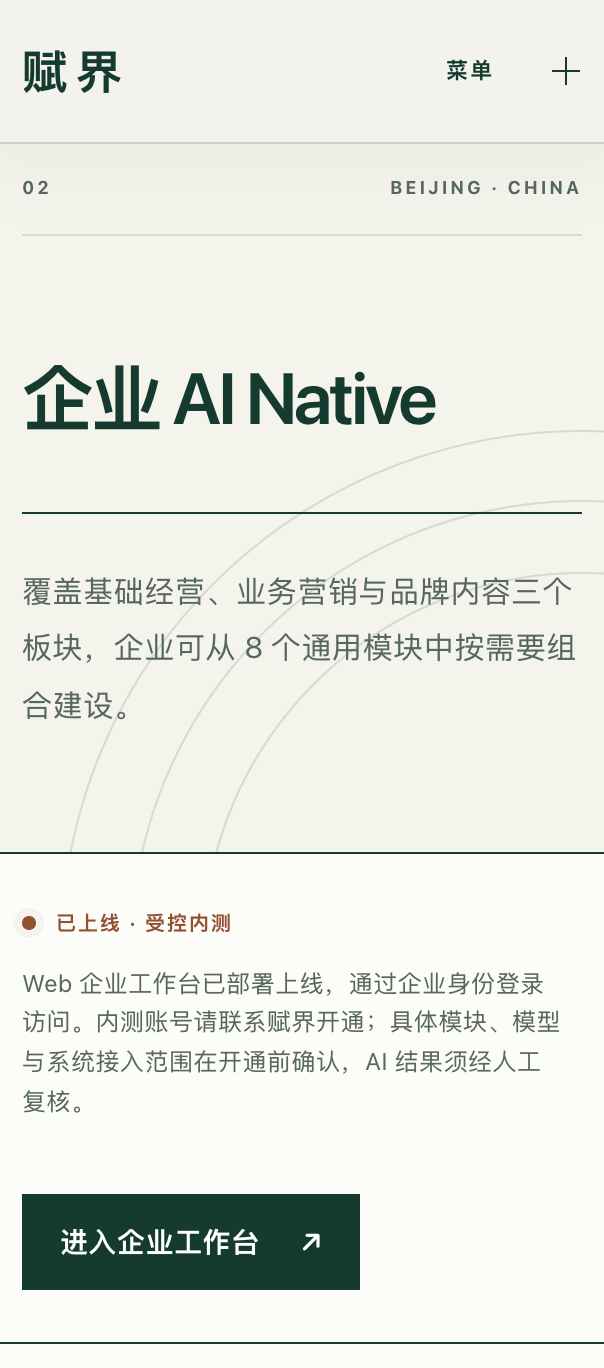 赋界
菜单
02
BEIJING · CHINA
企业 AI Native
覆盖基础经营、业务营销与品牌内容三个
板块，企业可从 8 个通用模块中按需要组
合建设。
已上线 · 受控内测
Web 企业工作台已部署上线，通过企业身份登录
访问。内测账号请联系赋界开通；具体模块、模型
与系统接入范围在开通前确认，AI 结果须经人工
复核。
进入企业工作台